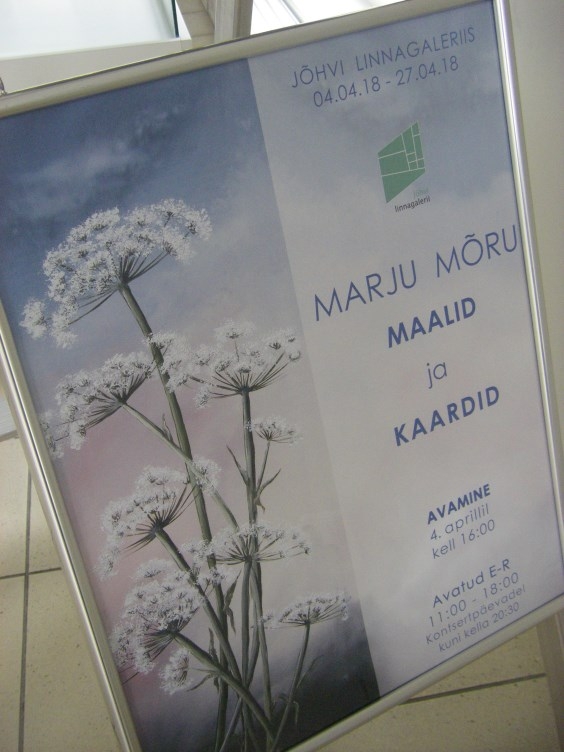 JÕHVI LINNAGALERIIS
04.04.18 - 27.04.18
linnagalerii
MARJU MÕRU
MAALID
ja
KAARDID
AVAMINE
4. aprillil
kell 16:00
Avatud E-R
11:00 - 18:00
Kontsertpäevadel
kuni kella 20:30